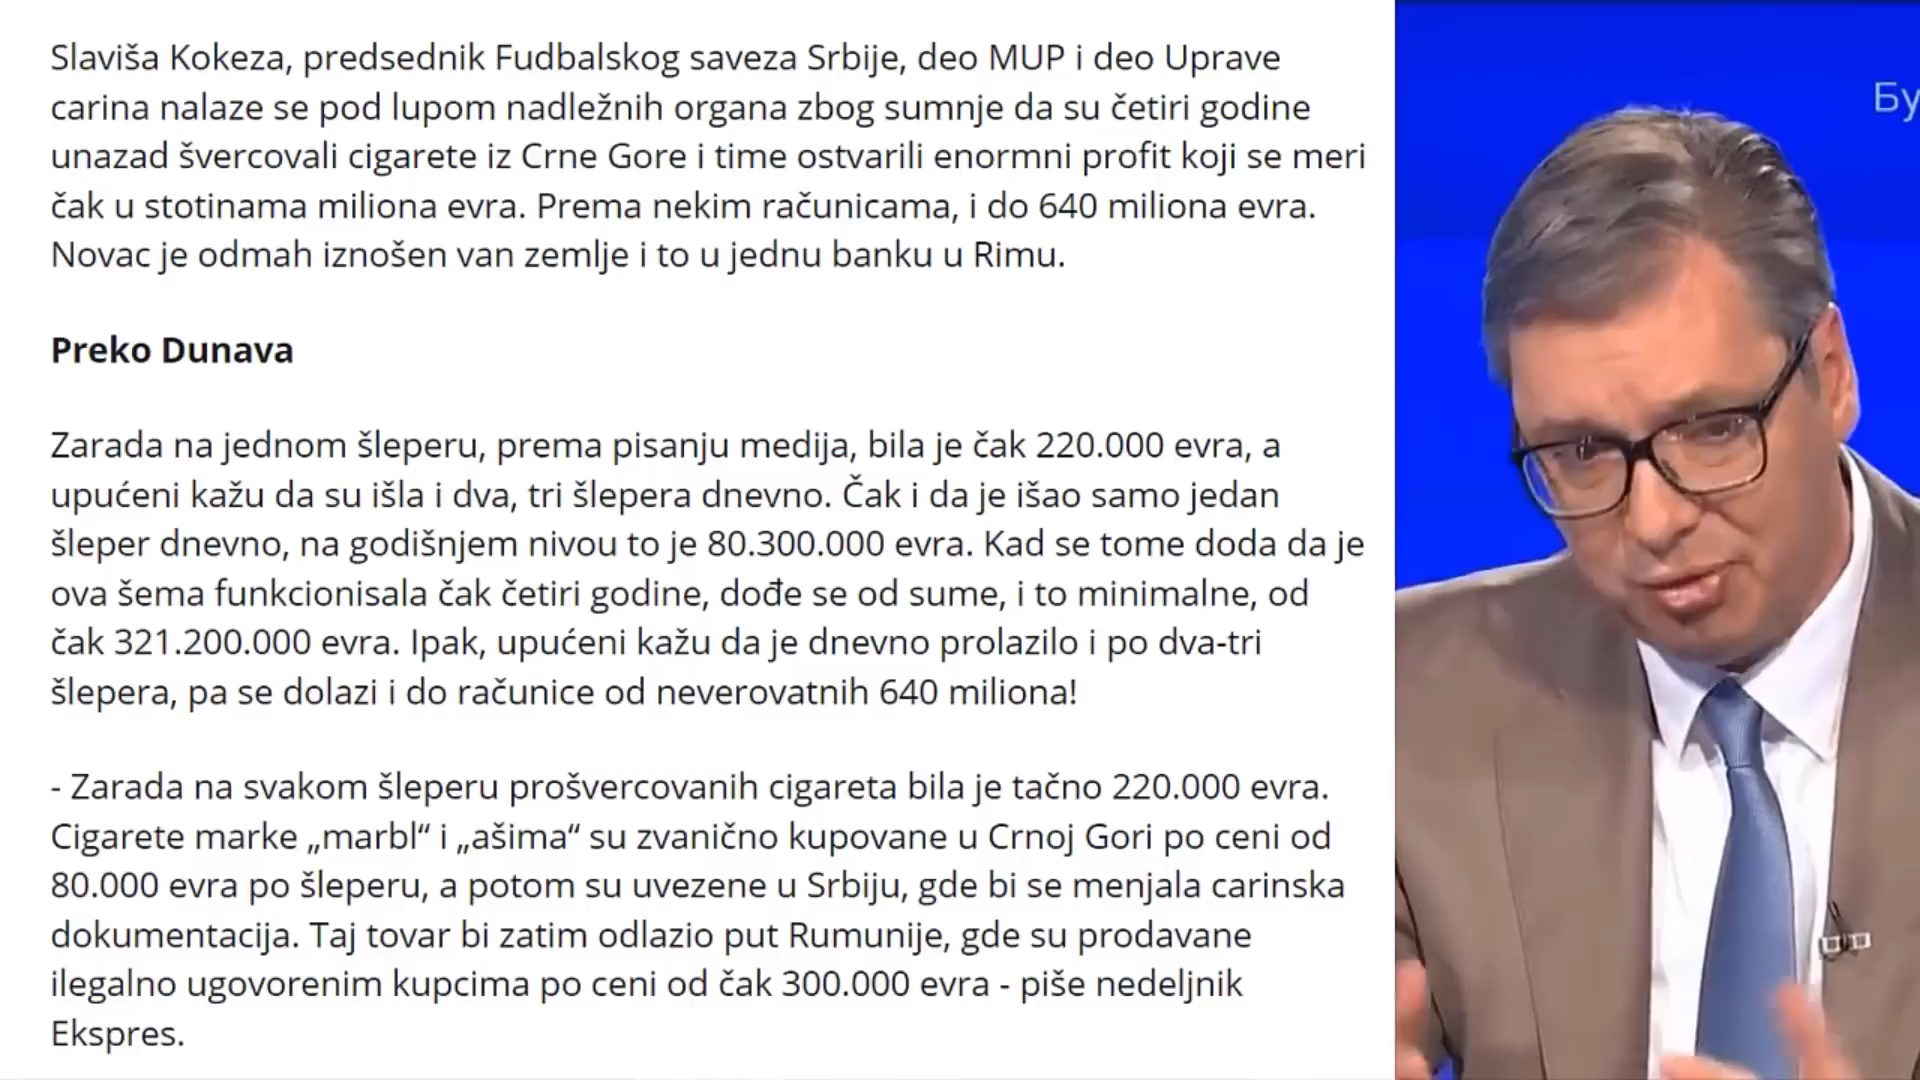 Slaviša Kokeza, predsednik Fudbalskog saveza Srbije, deo MUP i deo Uprave
carina nalaze se pod lupom nadležnih organa zbog sumnje da su četiri godine
unazad švercovali cigarete iz Crne Gore i time ostvarili enormni profit koji se meri
čak u stotinama miliona evra. Prema nekim računicama, i do 640 miliona evra.
Novac je odmah iznošen van zemlje i to u jednu banku u Rimu.
Preko Dunava
Zarada na jednom šleperu, prema pisanju medija, bila je čak 220.000 evra, a
upućeni kažu da su išla i dva, tri šlepera dnevno. Čak i da je išao samo jedan
šleper dnevno, na godišnjem nivou to je 80.300.000 evra. Kad se tome doda da je
ova šema funkcionisala čak četiri godine, dođe se od sume, i to minimalne, od
čak 321.200.000 evra. Ipak, upućeni kažu da je dnevno prolazilo i po dva-tri
šlepera, pa se dolazi i do računice od neverovatnih 640 miliona!
- Zarada na svakom šleperu prošvercovanih cigareta bila je tačno 220.000 evra.
Cigarete marke „marbl“ i „ašima“ su zvanično kupovane u Crnoj Gori po ceni od
80.000 evra po šleperu, a potom su uvezene u Srbiju, gde bi se menjala carinska
dokumentacija. Taj tovar bi zatim odlazio put Rumunije, gde su prodavane
ilegalno ugovorenim kupcima po ceni od čak 300.000 evra - piše nedeljnik
Ekspres.
Бу